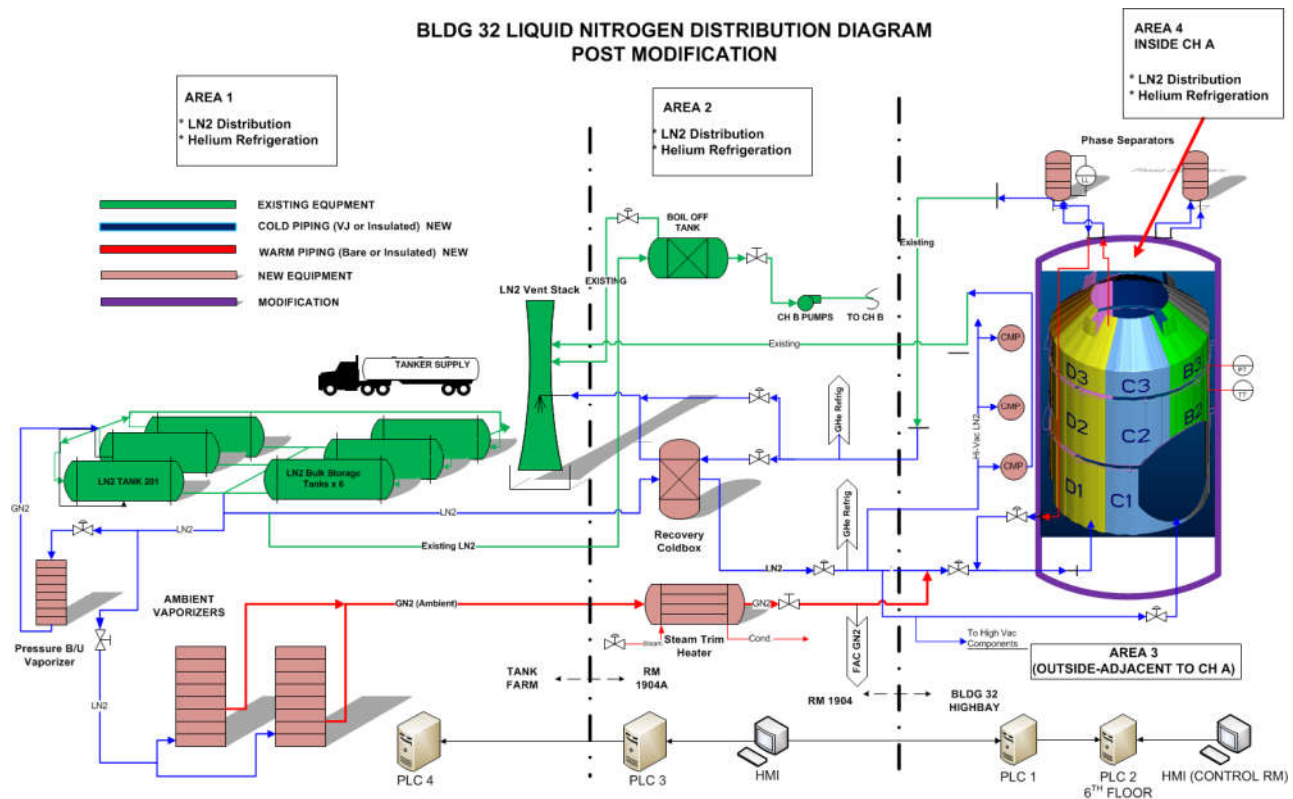 BLDG 32 LIQUID NITROGEN DISTRIBUTION DIAGRAM
POST MODIFICATION
AREA 1
* LN2 Distribution
* Helium Refrigeration
AREA 2
* LN2 Distribution
* Helium Refrigeration
AREA 4
INSIDE CH A
* LN2 Distribution
* Helium Refrigeration
Phase Separators
LL
EXISTING EQUPMENT
COLD PIPING (VJ or Insulated) NEW
WARM PIPING (Bare or Insulated) NEW
NEW EQUIPMENT
MODIFICATION
BOIL OFF
TANK
EXISTING
LN2 Vent Stack
CH B PUMPS
TO CH B
Existing
Existing
TANKER SUPPLY
CMP
CMP
CMP
Hi-Vac LN2
D3
C3
B3
D2
C2
B2
D1
C1
PT
TT
GHe Refrig
GHe Refrig
LN2 TANK 201
LN2 Bulk Storage
Tanks x 6
GN2
LN2
LN2
Existing LN2
Recovery
Coldbox
LN2
AMBIENT
VAPORIZERS
GN2 (Ambient)
GN2
Steam
Cond.
Steam Trim
Heater
FAC GN2
Pressure B/U
Vaporizer
LN2
To High Vac
Components
AREA 3
(OUTSIDE-ADJACENT TO CH A)
TANK
FARM
RM
1904A
RM 1904
BLDG 32
HIGHBAY
PLC 4
PLC 3
HMI
PLC 1
PLC 2
6TH FLOOR
HMI (CONTROL RM)